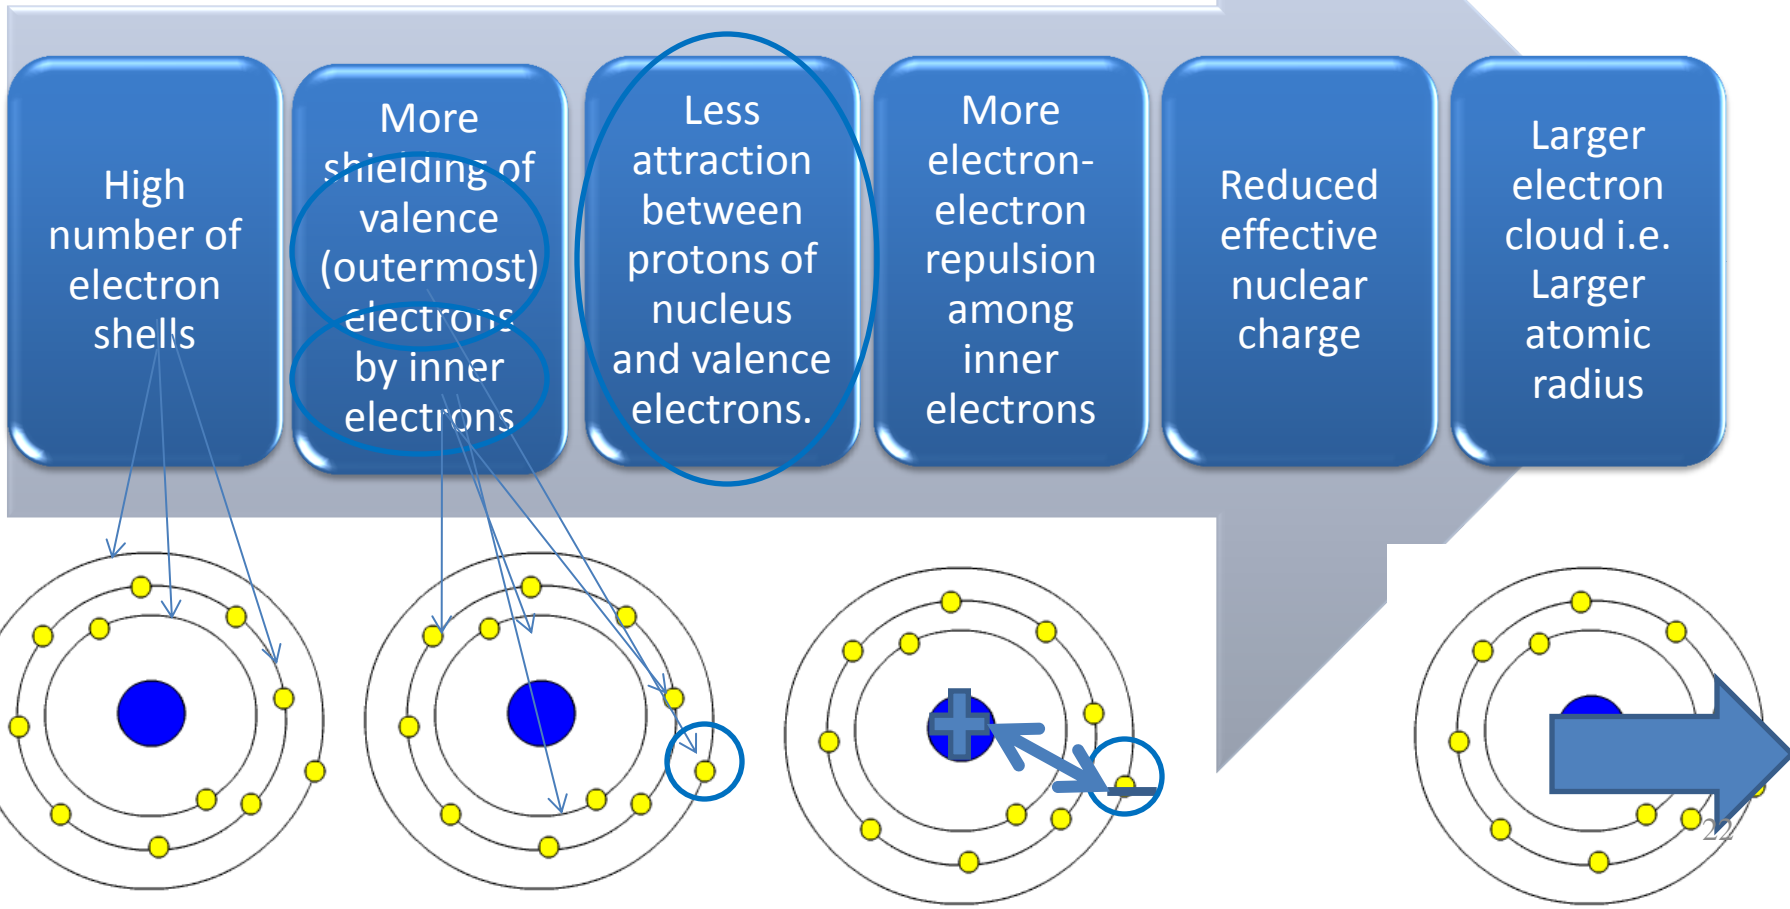 High
number of
electron
shells
More
shielding of
valence
(outermost)
electrons
by inner
electrons
Less
attraction
between
protons of
nucleus
and valence
electrons.
More
electron-
electron
repulsion
among
inner
electrons
Reduced
effective
nuclear
charge
Larger
electron
cloud i.e.
Larger
atomic
radius
22